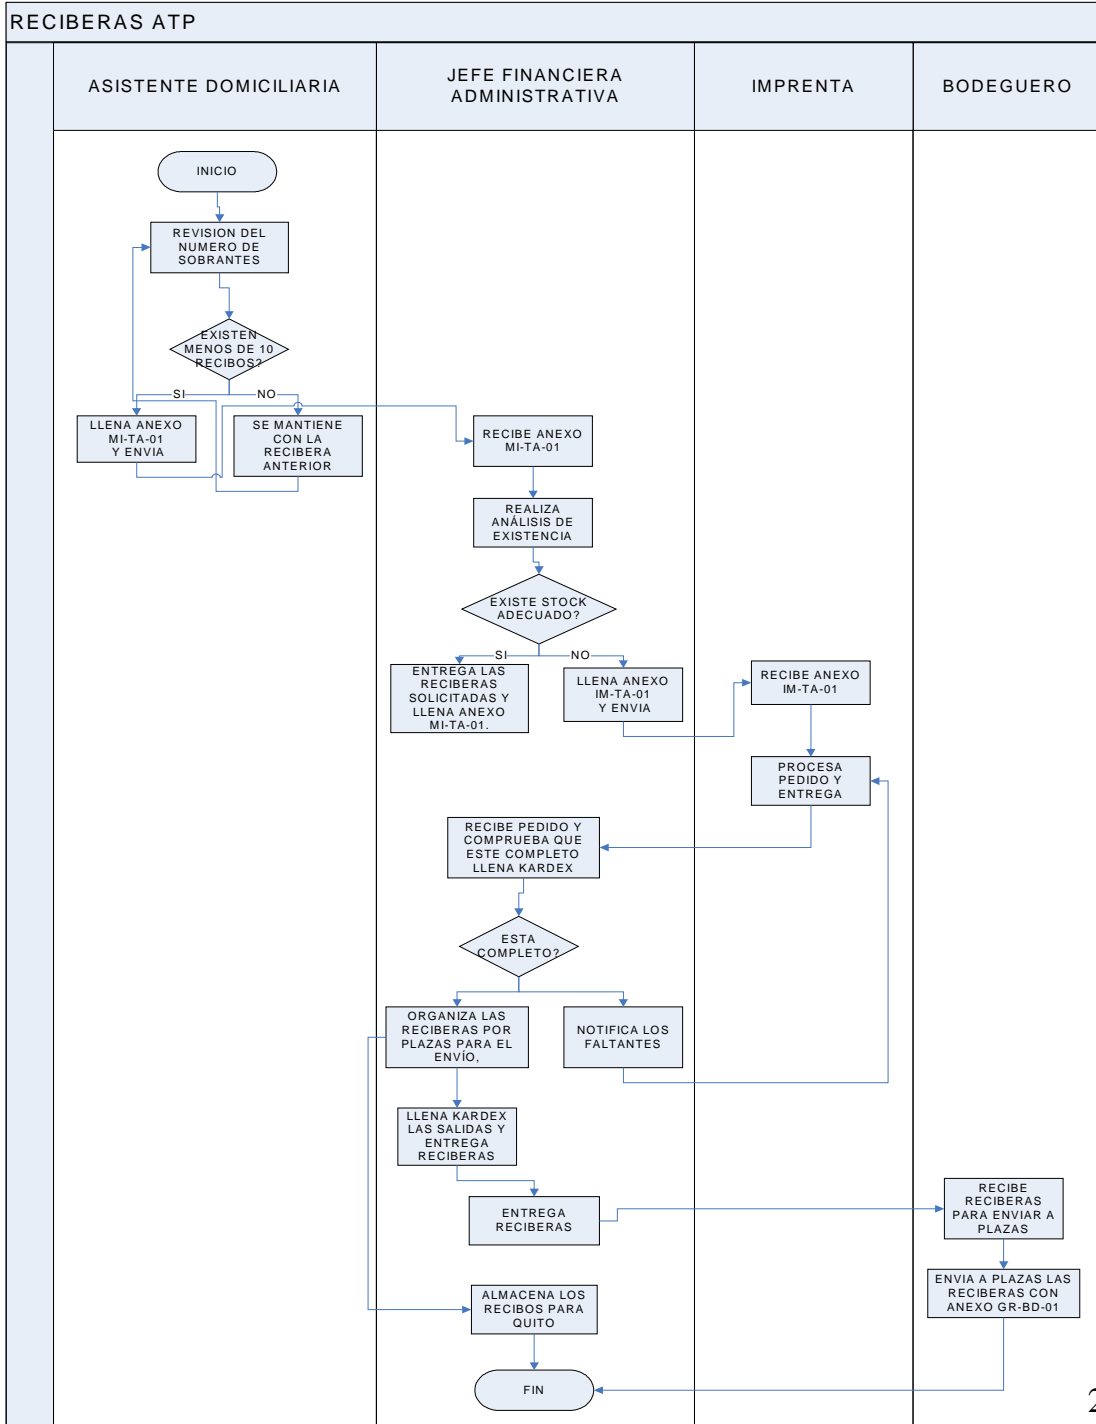 RECIBERAS ATP
ASISTENTE DOMICILIARIA
JEFE FINANCIERA
ADMINISTRATIVA
IMPRENTA
BODEGUERO
INICIO
REVISION DEL
NUMERO DE
SOBRANTES
EXISTEN
MENOS DE 10
RECIBOS?
SI
NO
LLENA ANEXO
MI-TA-01
Y ENVIA
SE MANTIENE
CON LA
RECIBERA
ANTERIOR
RECIBE ANEXO
MI-TA-01
REALIZA
ANÁLISIS DE
EXISTENCIA
EXISTE STOCK
ADECUADO?
SI
NO
ENTREGA LAS
RECIBERAS
SOLICITADAS Y
LLENA ANEXO
MI-TA-01.
LLENA ANEXO
IM-TA-01
Y ENVIA
RECIBE ANEXO
IM-TA-01
PROCESA
PEDIDO Y
ENTREGA
RECIBE PEDIDO Y
COMPRUEBA QUE
ESTE COMPLETO
LLENA KARDEX
ESTA
COMPLETO?
ORGANIZA LAS
RECIBERAS POR
PLAZAS PARA EL
ENVÍO,
NOTIFICA LOS
FALTANTES
LLENA KARDEX
LAS SALIDAS Y
ENTREGA
RECIBERAS
ENTREGA
RECIBERAS
RECIBE
RECIBERAS
PARA ENVIAR A
PLAZAS
ENVIA A PLAZAS LAS
RECIBERAS CON
ANEXO GR-BD-01
ALMACENA LOS
RECIBOS PARA
QUITO
FIN
2